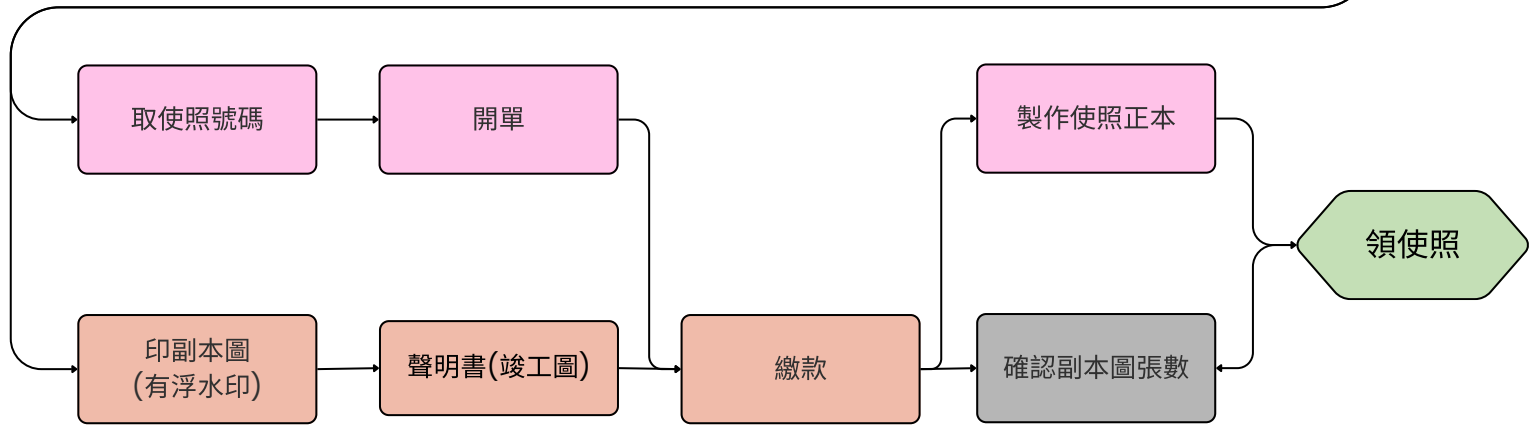 取使照號碼
開單
製作使照正本
領使照
印副本圖
(有浮水印)
聲明書(竣工圖)
繳款
確認副本圖張數